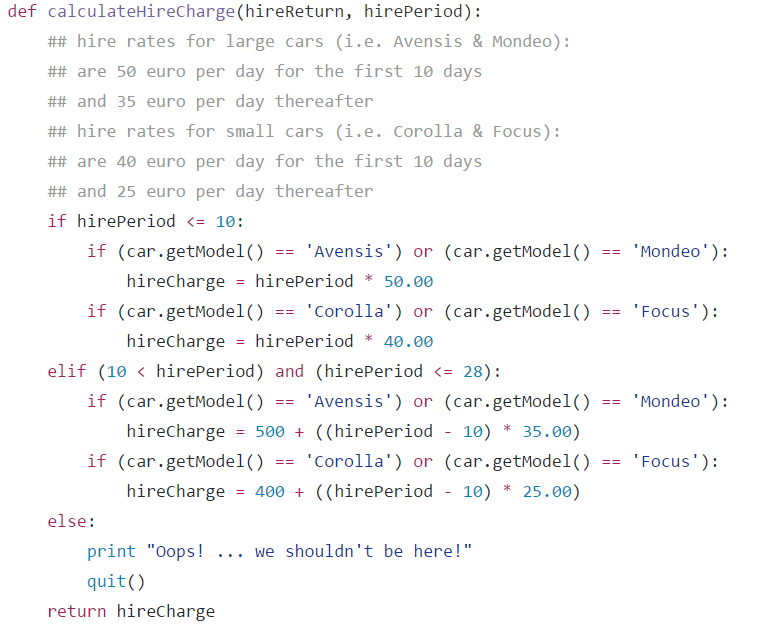 def calculateHireCharge(hireReturn, hirePeriod):
    ## hire rates for large cars (i.e. Avensis & Mondeo):
    ## are 50 euro per day for the first 10 days
    ## and 35 euro per day thereafter
    ## hire rates for small cars (i.e. Corolla & Focus):
    ## are 40 euro per day for the first 10 days
    ## and 25 euro per day thereafter
    if hirePeriod <= 10:
        if (car.getModel() == 'Avensis') or (car.getModel() == 'Mondeo'):
            hireCharge = hirePeriod * 50.00
        if (car.getModel() == 'Corolla') or (car.getModel() == 'Focus'):
            hireCharge = hirePeriod * 40.00
    elif (10 < hirePeriod) and (hirePeriod <= 28):
        if (car.getModel() == 'Avensis') or (car.getModel() == 'Mondeo'):
            hireCharge = 500 + ((hirePeriod - 10) * 35.00)
        if (car.getModel() == 'Corolla') or (car.getModel() == 'Focus'):
            hireCharge = 400 + ((hirePeriod - 10) * 25.00)
    else:
        print "Oops! ... we shouldn't be here!"
        quit()
    return hireCharge